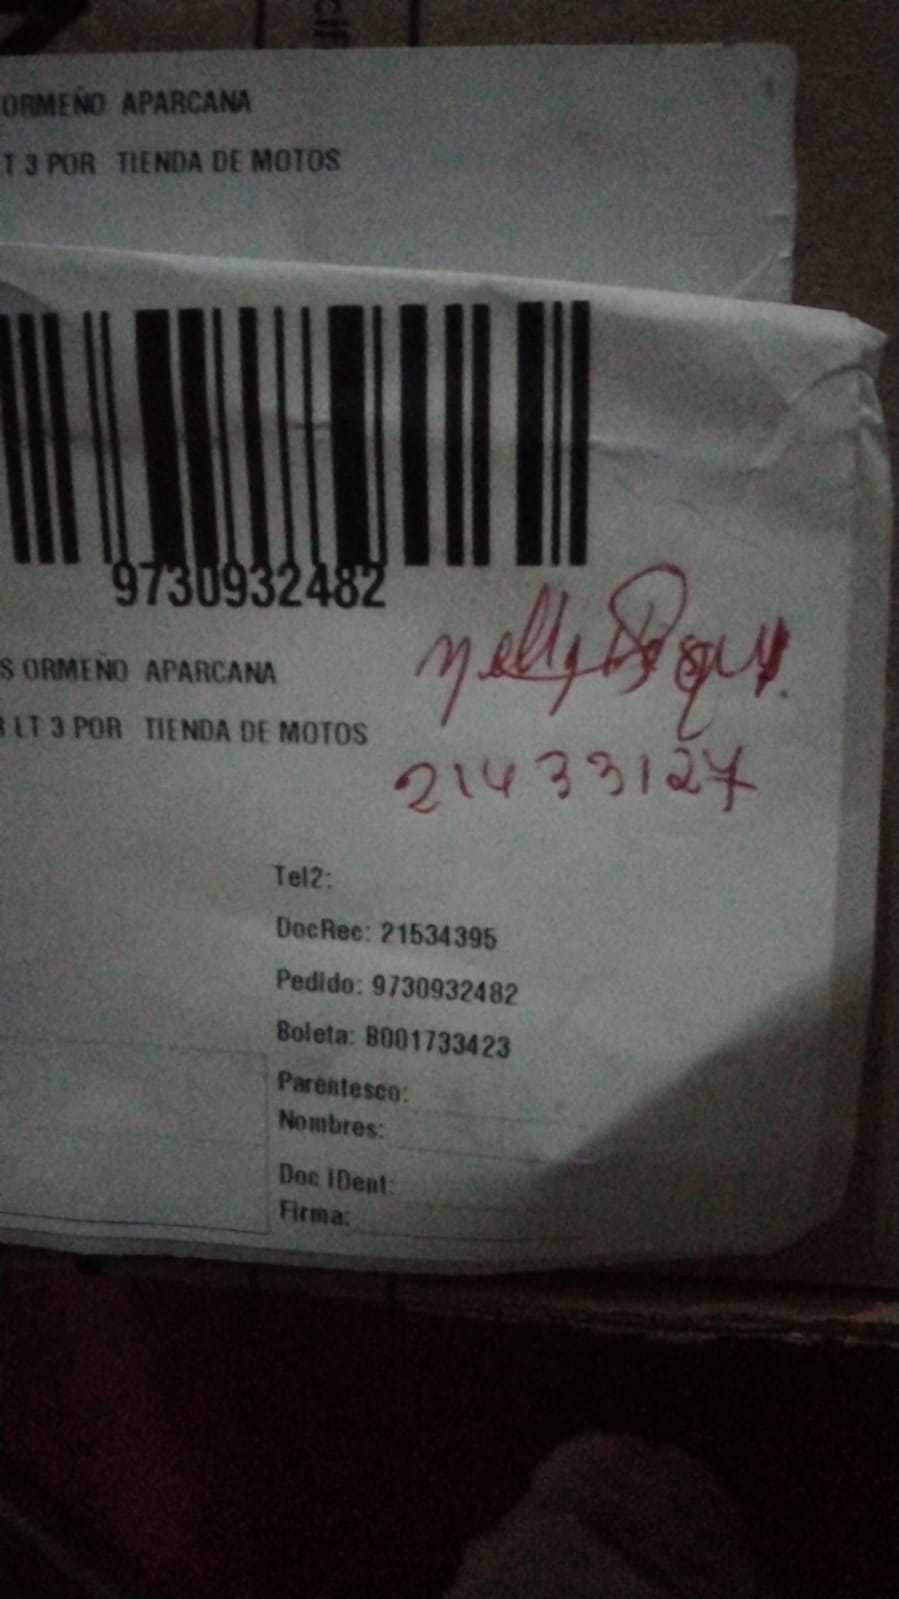 ORMEÑO APARCANA
LT 3 POR TIENDA DE MOTOS
9730932482
S ORMEÑO APARCANA
LT 3 POR TIENDA DE MOTOS
Nelly
21433127
Tel2:
DocRec: 21534395
Pedido: 9730932482
Boleta: B001733423
Parentesco:
Nombres:
Doc IDent:
Firma: